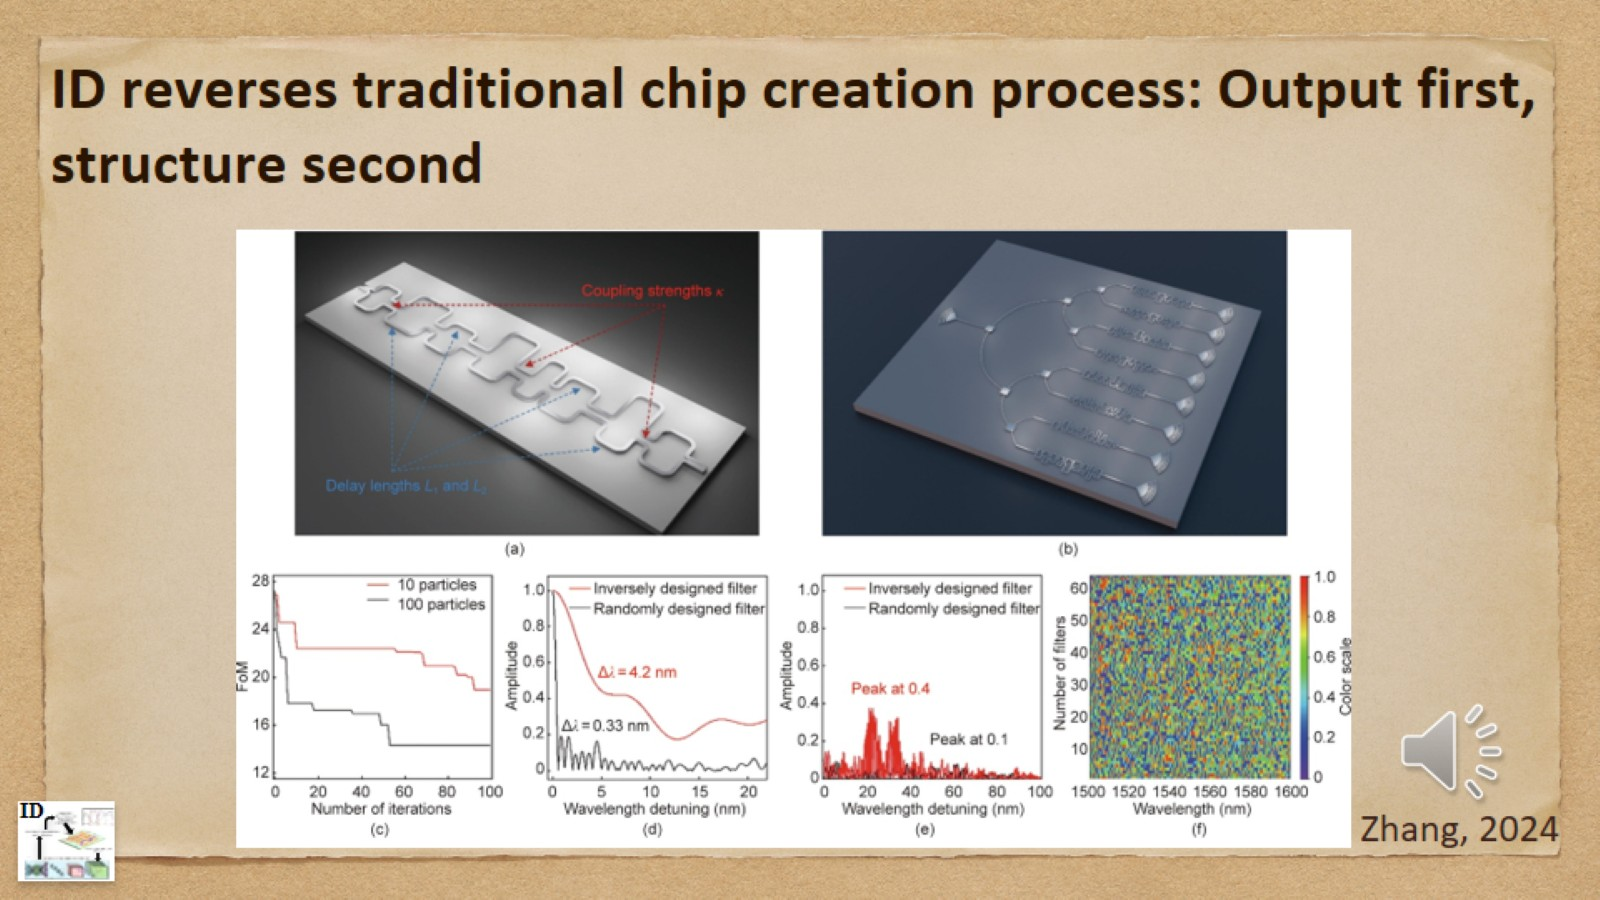 ID reverses traditional chip creation process: Output first,
structure second
Coupling strengths κ
Delay lengths L1 and L2
(a)
(b)
28
24
20
16
12
FoM
10 particles
100 particles
0 20 40 60 80 100
Number of iterations
(c)
1.0
0.8
0.6
0.4
0.2
0
Amplitude
Inversely designed filter
Randomly designed filter
Δλ = 4.2 nm
Δλ = 0.33 nm
0 5 10 15 20
Wavelength detuning (nm)
(d)
1.0
0.8
0.6
0.4
0.2
0
Amplitude
Inversely designed filter
Randomly designed filter
Peak at 0.4
Peak at 0.1
0 20 40 60 80 100
Wavelength detuning (nm)
(e)
60
50
40
30
20
10
Number of filters
1500 1520 1540 1560 1580 1600
Wavelength (nm)
(f)
1.0
0.8
0.6
0.4
0.2
0
Color scale
ID
Zhang, 2024